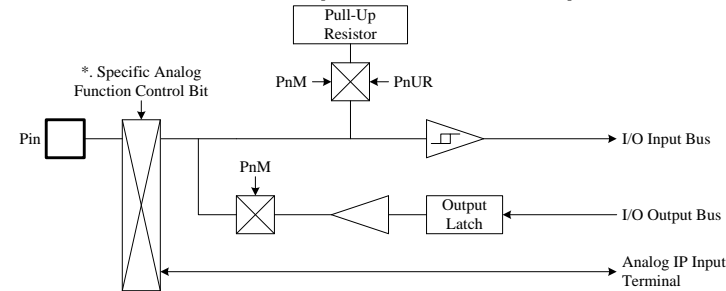 Pull-Up
Resistor
*. Specific Analog
Function Control Bit
PnM
PnUR
Pin
I/O Input Bus
PnM
Output
Latch
I/O Output Bus
Analog IP Input
Terminal